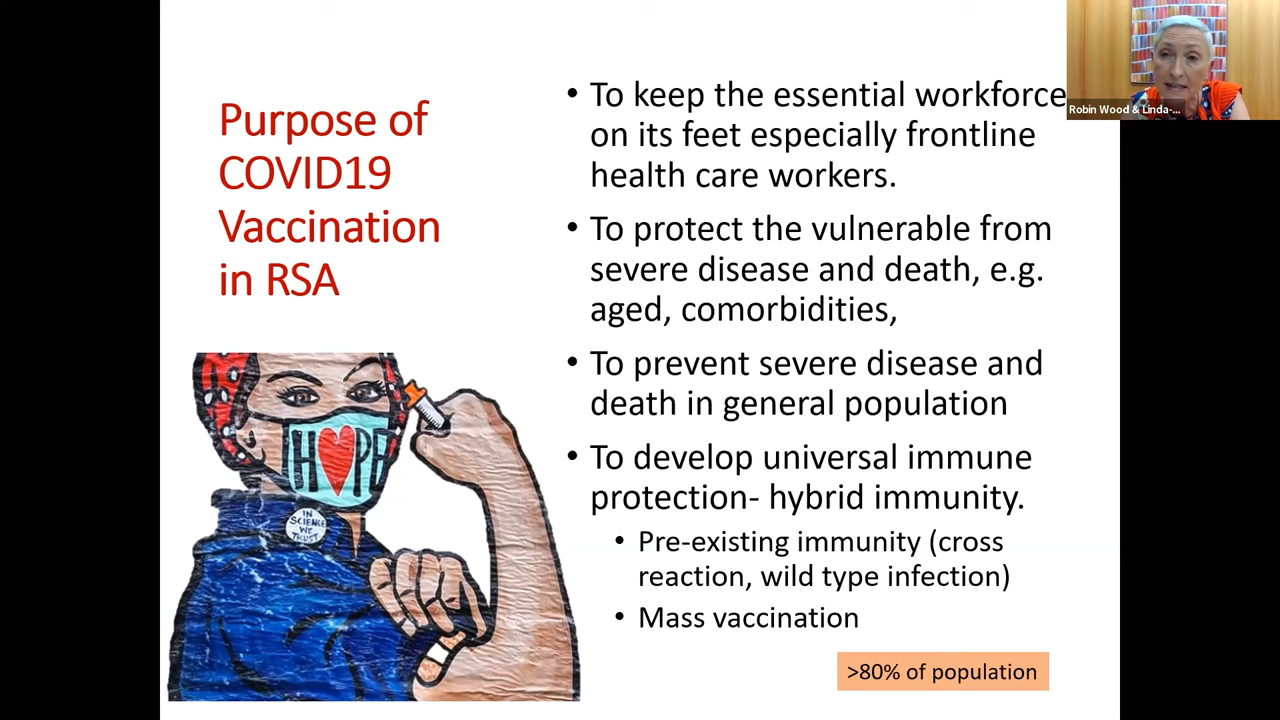 Purpose of
COVID19
Vaccination
in RSA
• To keep the essential workforce
on its feet especially frontline
health care workers.
• To protect the vulnerable from
severe disease and death, e.g.
aged, comorbidities,
• To prevent severe disease and
death in general population
• To develop universal immune
protection- hybrid immunity.
• Pre-existing immunity (cross
reaction, wild type infection)
• Mass vaccination
>80% of population
HOPE
IN
SCIENCE
WE
TRUST
Robin Wood & Linda-...